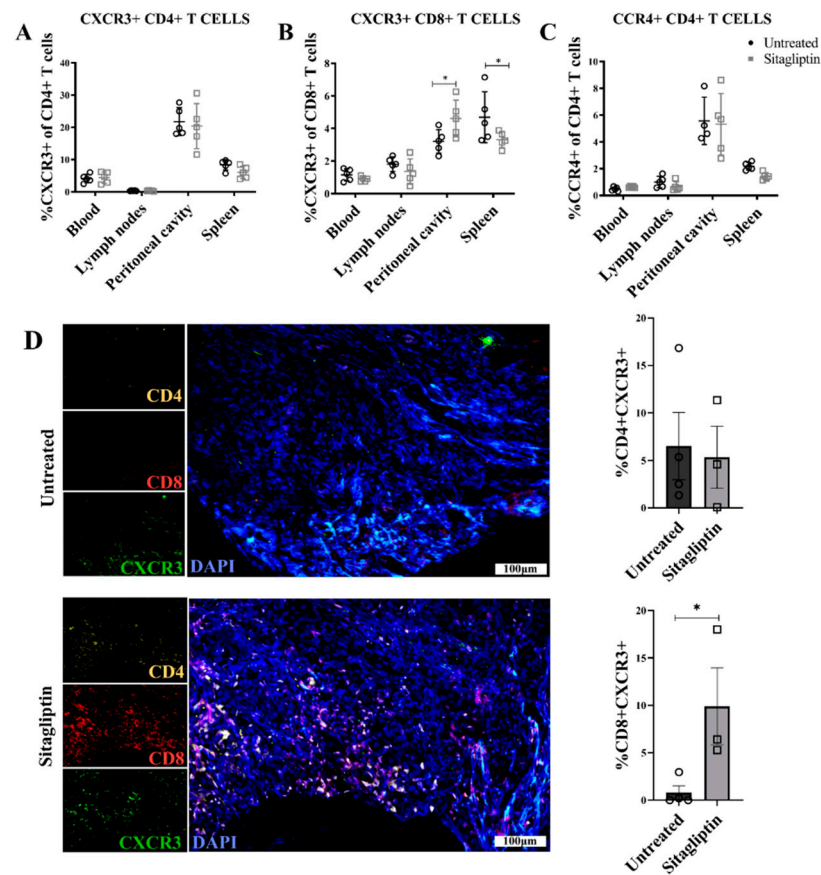 CXCR3+ CD4+ T CELLS
CXCR3+ CD8+ T CELLS
CCR4+ CD4+ T CELLS
A
B
C
Untreated
Sitagliptin
%CXCR3+ of CD4+ T cells
40
30
20
10
0
Blood
Lymph nodes
Peritoneal cavity
Spleen
%CXCR3+ of CD8+ T cells
8
6
4
2
0
*
*
Blood
Lymph nodes
Peritoneal cavity
Spleen
%CCR4+ of CD4+ T cells
10
8
6
4
2
0
Blood
Lymph nodes
Peritoneal cavity
Spleen
D
Untreated
CD4
CD8
CXCR3
DAPI
100µm
%CD4+CXCR3+
20
15
10
5
0
Untreated
Sitagliptin
Sitagliptin
CD4
CD8
CXCR3
DAPI
100µm
%CD8+CXCR3+
20
15
10
5
0
*
Untreated
Sitagliptin